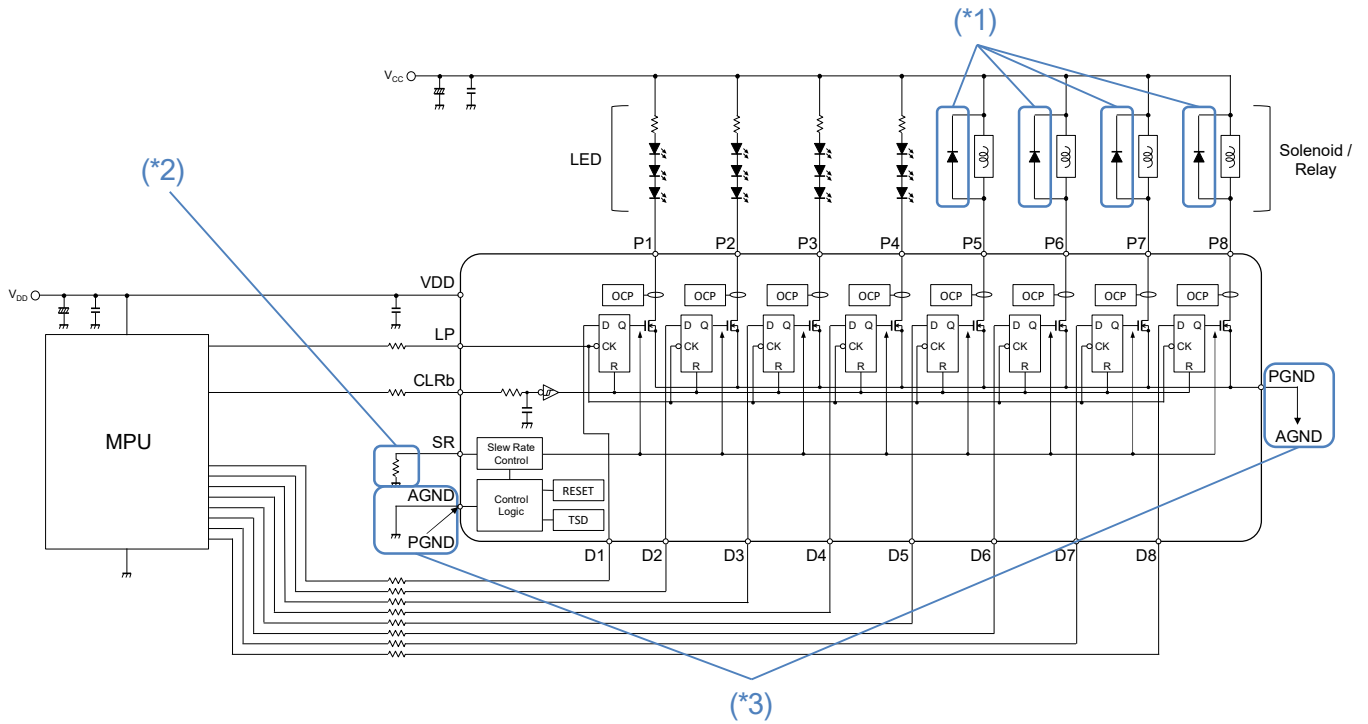 (*1)
VCC
LED
Solenoid /
Relay
(*2)
P1 P2 P3 P4 P5 P6 P7 P8
VDD
VDD
OCP OCP OCP OCP OCP OCP OCP OCP
LP
D Q D Q D Q D Q D Q D Q D Q D Q
CK CK CK CK CK CK CK CK
R R R R R R R R
CLRb
PGND
AGND
MPU
SR
Slew Rate
Control
AGND
PGND
Control
Logic
RESET
TSD
D1 D2 D3 D4 D5 D6 D7 D8
(*3)